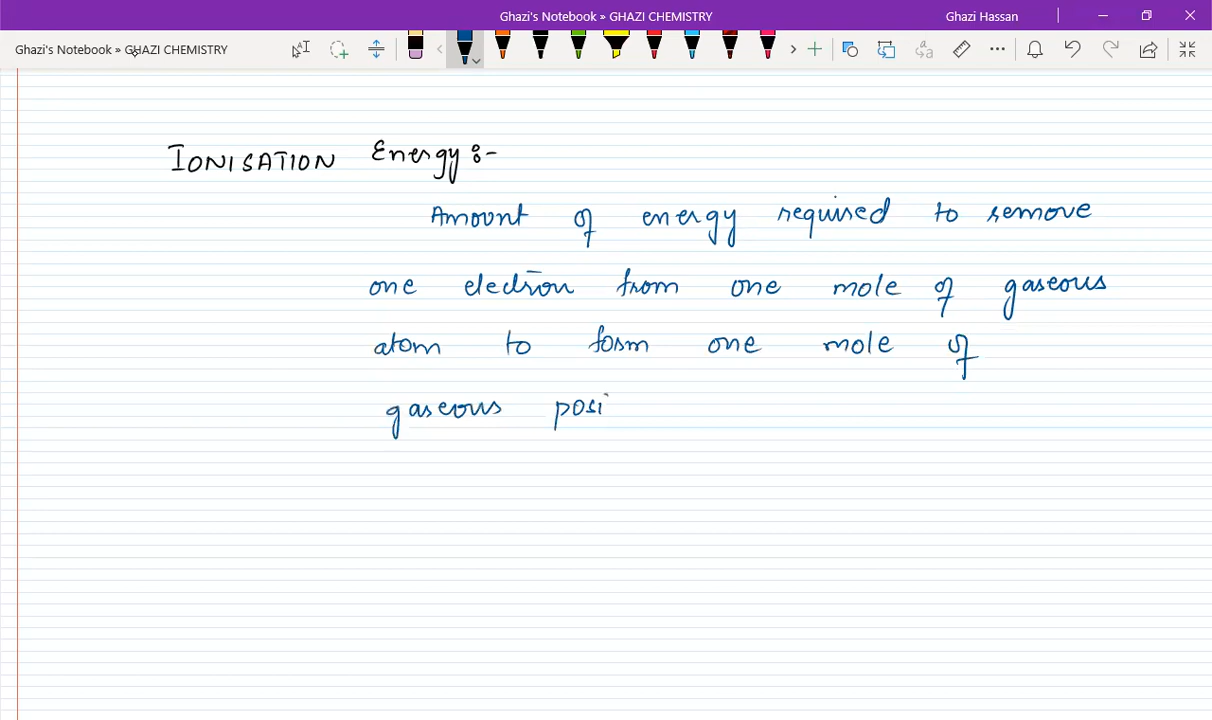 Ghazi's Notebook » GHAZI CHEMISTRY
Ghazi Hassan
Ghazi's Notebook » GHAZI CHEMISTRY
IONISATION Energy:-
Amount of energy required to remove
one electron from one mole of gaseous
atom to form one mole of
gaseous posi